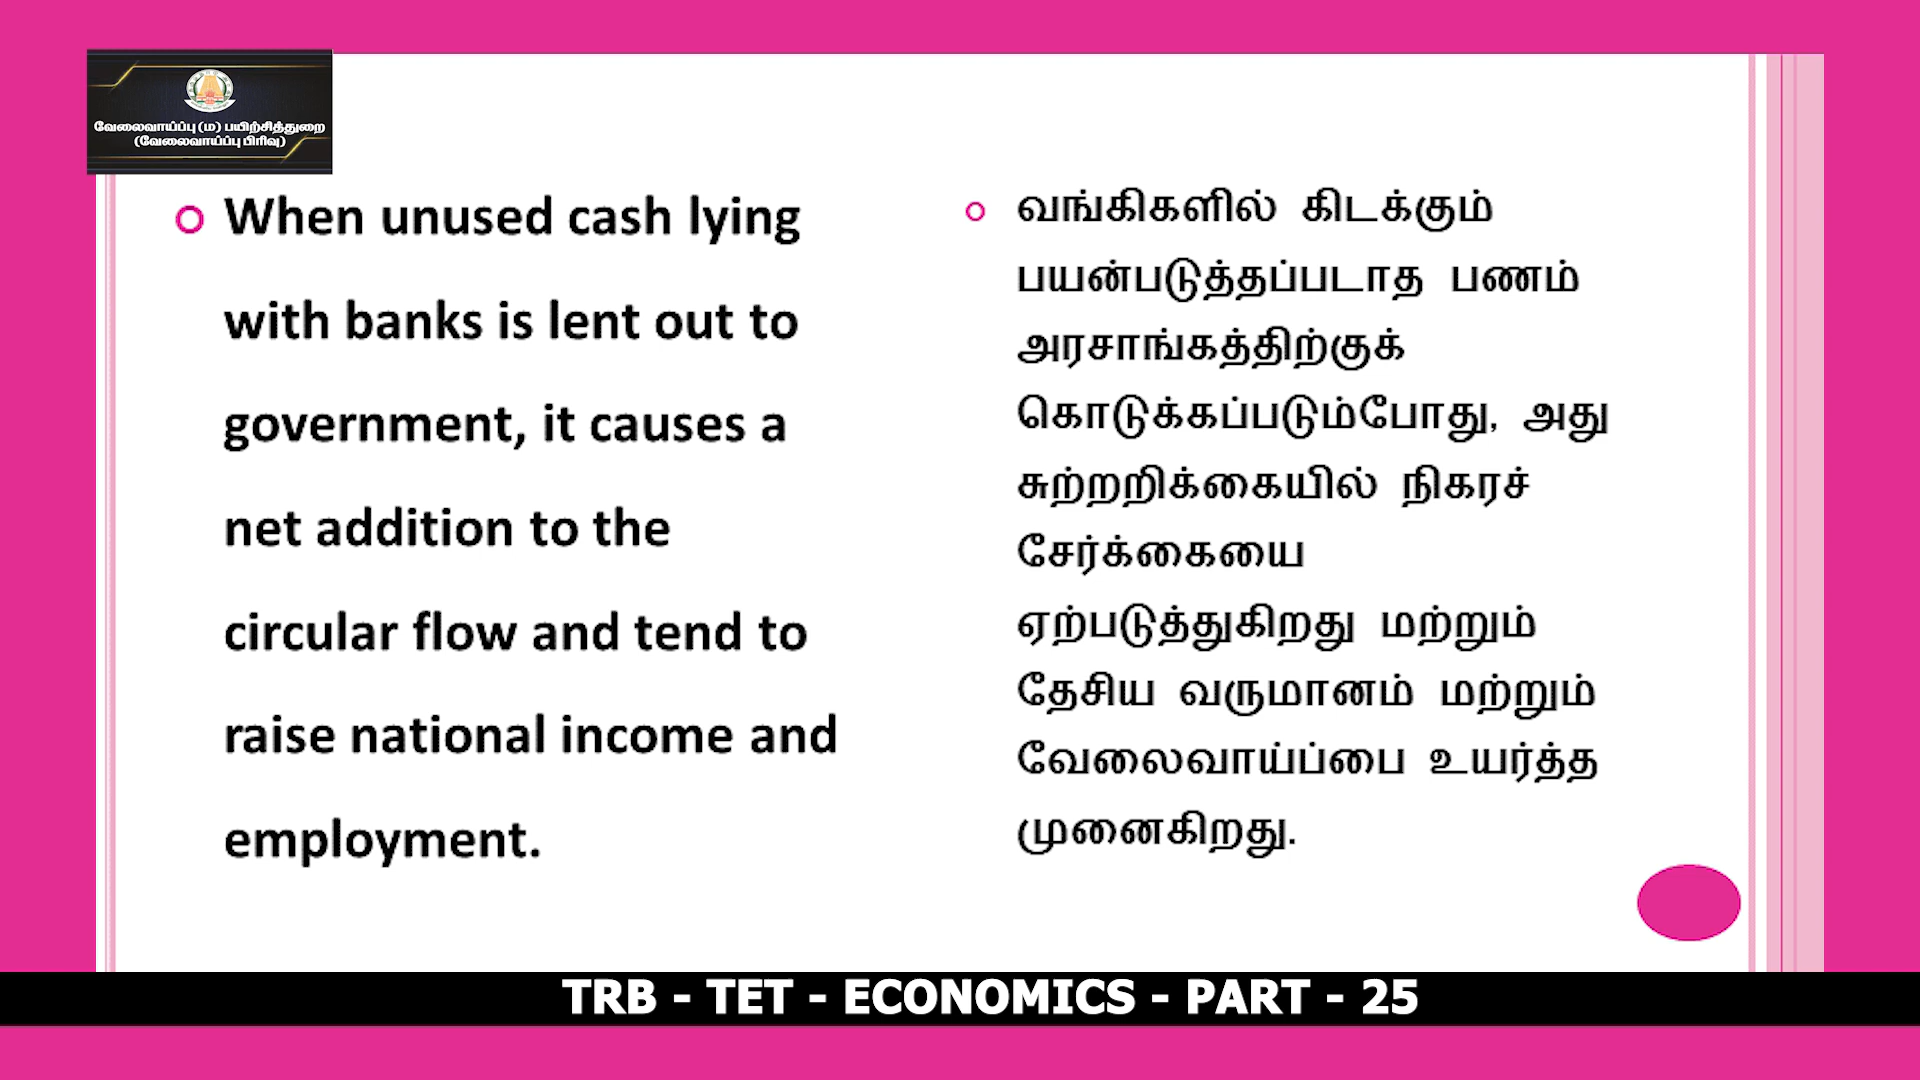 வேலைவாய்ப்பு (ம) பயிற்சித்துறை
(வேலைவாய்ப்பு பிரிவு)
When unused cash lying
with banks is lent out to
government, it causes a
net addition to the
circular flow and tend to
raise national income and
employment.
வங்கிகளில் கிடக்கும்
பயன்படுத்தப்படாத பணம்
அரசாங்கத்திற்குக்
கொடுக்கப்படும்போது, அது
சுற்றறிக்கையில் நிகரச்
சேர்க்கையை
ஏற்படுத்துகிறது மற்றும்
தேசிய வருமானம் மற்றும்
வேலைவாய்ப்பை உயர்த்த
முனைகிறது.
TRB - TET - ECONOMICS - PART - 25